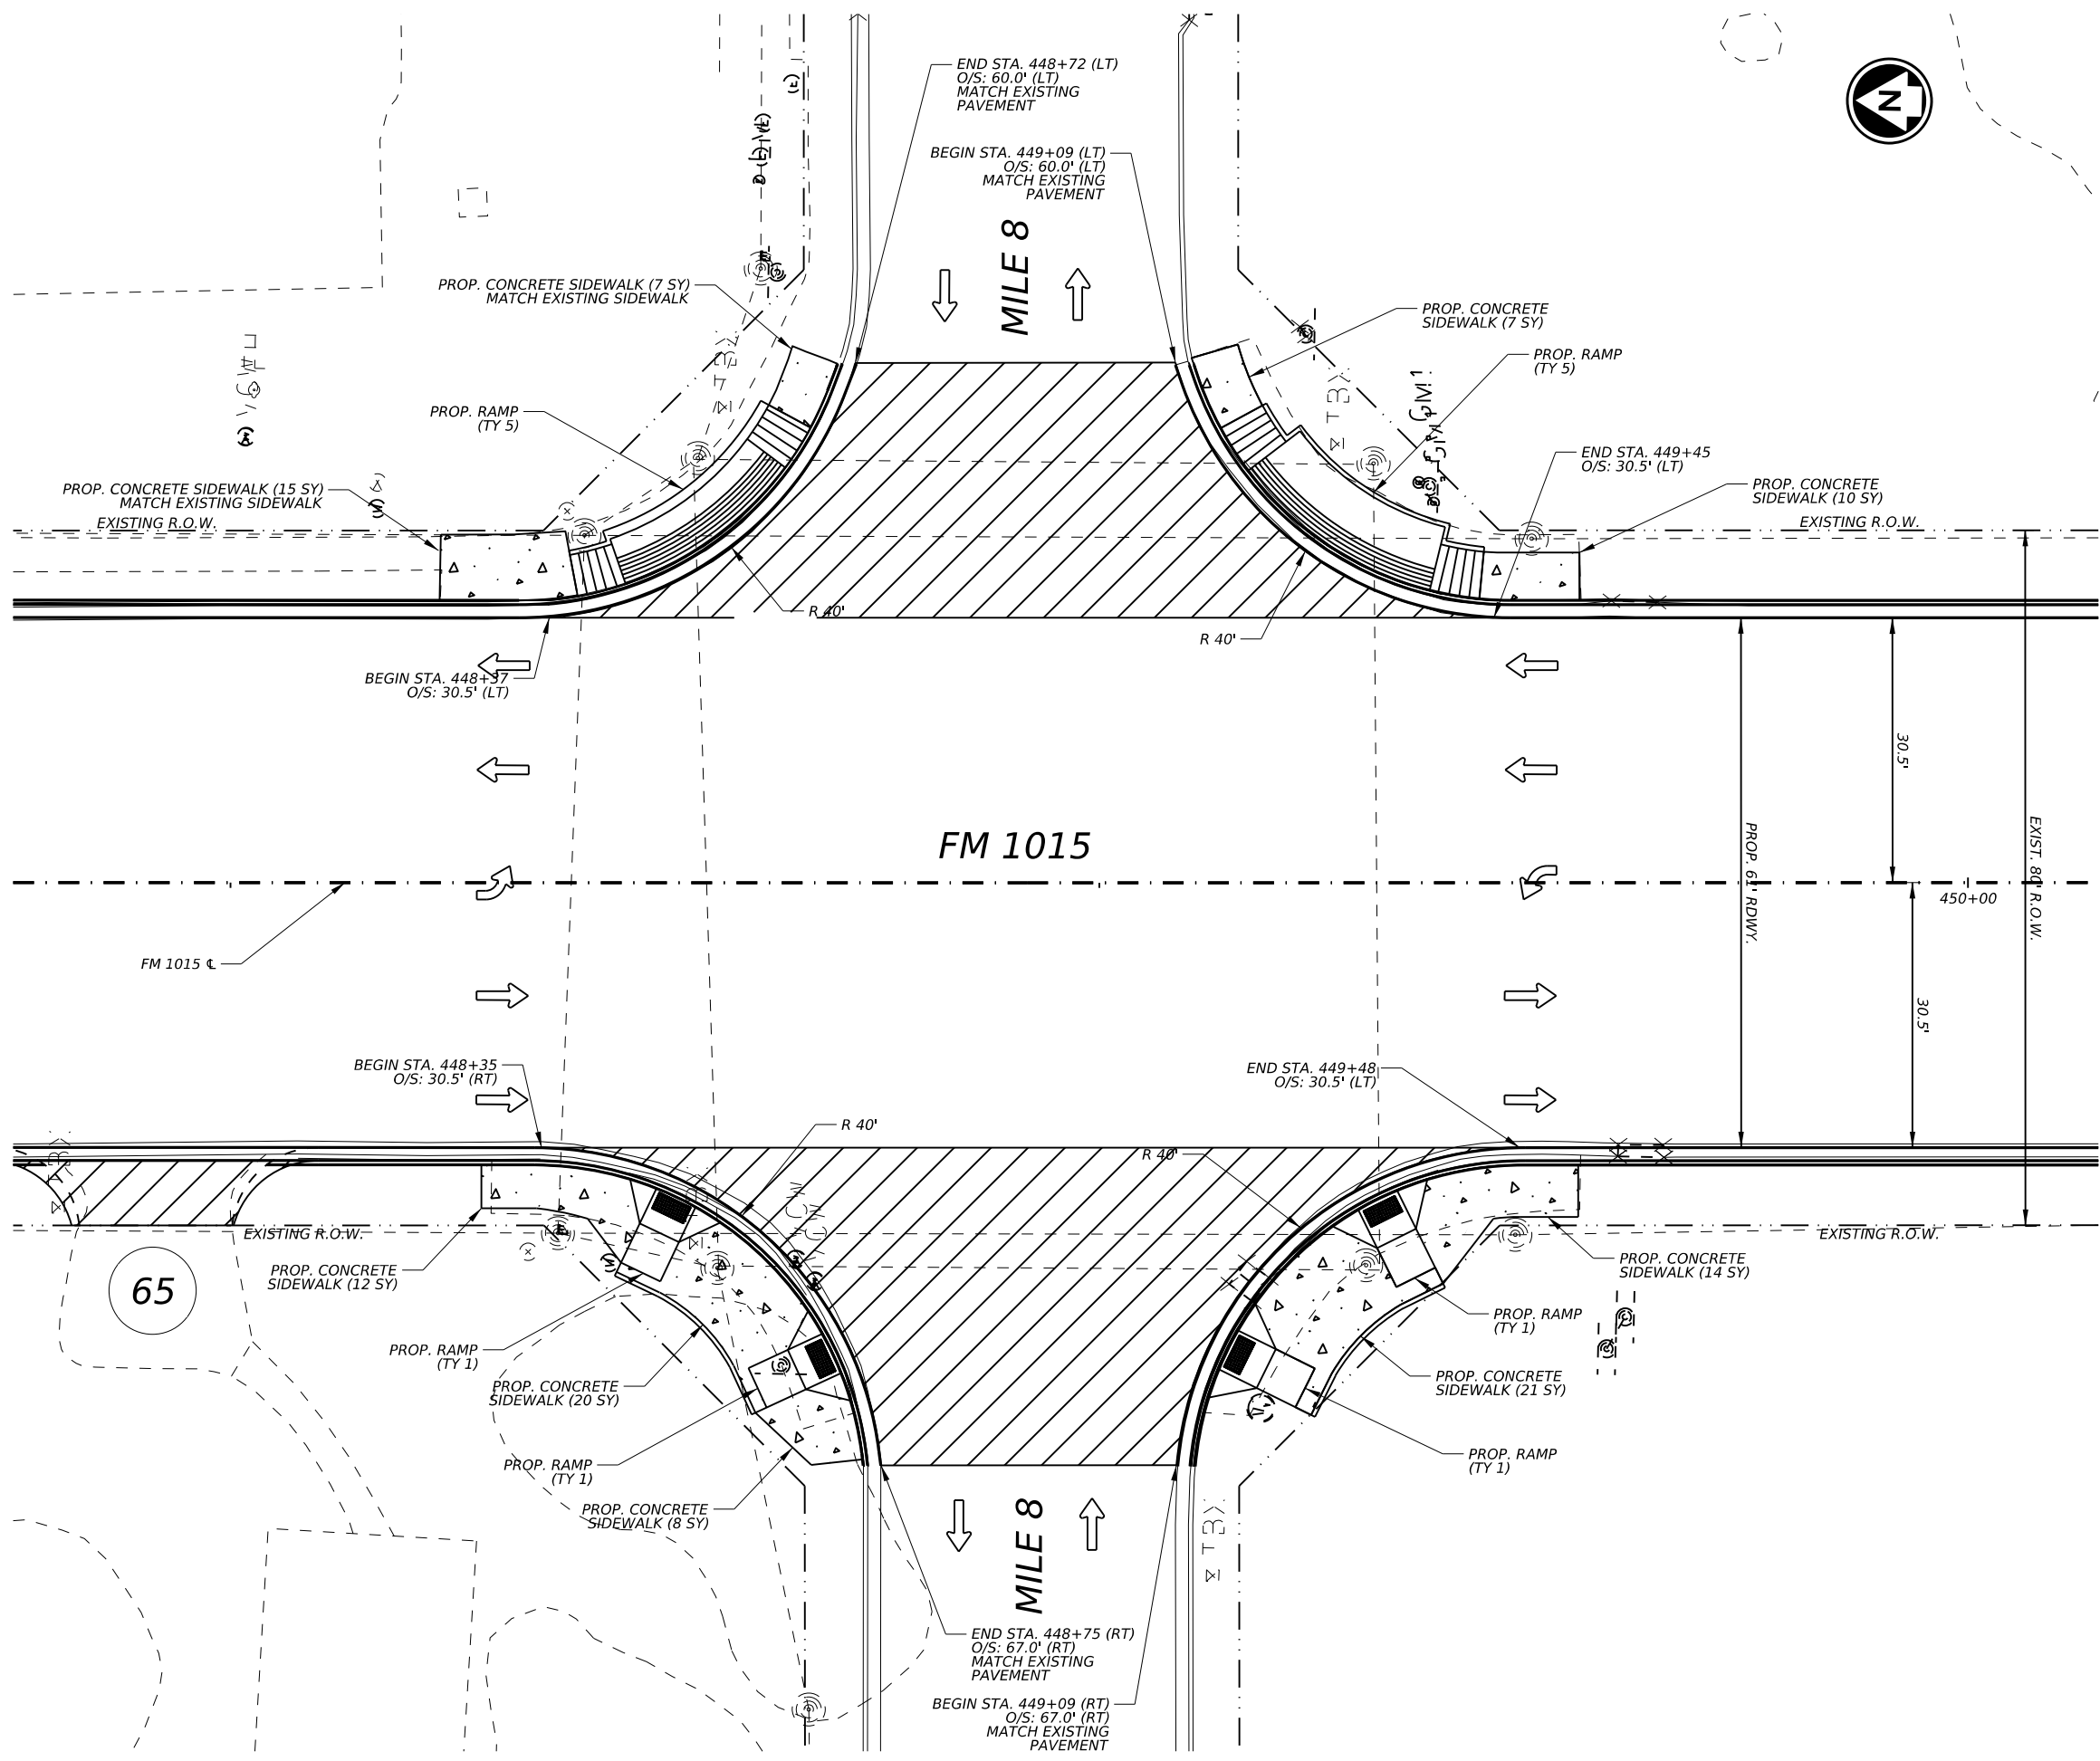 END STA. 448+72 (LT)
O/S: 60.0' (LT)
MATCH EXISTING
PAVEMENT
N
BEGIN STA. 449+09 (LT)
O/S: 60.0' (LT)
MATCH EXISTING
PAVEMENT
MILE 8
PROP. CONCRETE SIDEWALK (7 SY)
MATCH EXISTING SIDEWALK
PROP. CONCRETE
SIDEWALK (7 SY)
PROP. RAMP
(TY 5)
PROP. RAMP
(TY 5)
END STA. 449+45
O/S: 30.5' (LT)
PROP. CONCRETE SIDEWALK (15 SY)
MATCH EXISTING SIDEWALK
EXISTING R.O.W.
PROP. CONCRETE
SIDEWALK (10 SY)
EXISTING R.O.W.
R 40'
R 40'
BEGIN STA. 448+37
O/S: 30.5' (LT)
30.5'
FM 1015
PROP. 61' RDWY.
EXIST. 80' R.O.W.
450+00
FM 1015 ℄
30.5'
BEGIN STA. 448+35
O/S: 30.5' (RT)
END STA. 449+48
O/S: 30.5' (LT)
R 40'
R 40'
EXISTING R.O.W.
EXISTING R.O.W.
65
PROP. CONCRETE
SIDEWALK (12 SY)
PROP. CONCRETE
SIDEWALK (14 SY)
PROP. RAMP
(TY 1)
PROP. RAMP
(TY 1)
PROP. CONCRETE
SIDEWALK (20 SY)
PROP. CONCRETE
SIDEWALK (21 SY)
PROP. RAMP
(TY 1)
PROP. RAMP
(TY 1)
PROP. CONCRETE
SIDEWALK (8 SY)
MILE 8
END STA. 448+75 (RT)
O/S: 67.0' (RT)
MATCH EXISTING
PAVEMENT
BEGIN STA. 449+09 (RT)
O/S: 67.0' (RT)
MATCH EXISTING
PAVEMENT